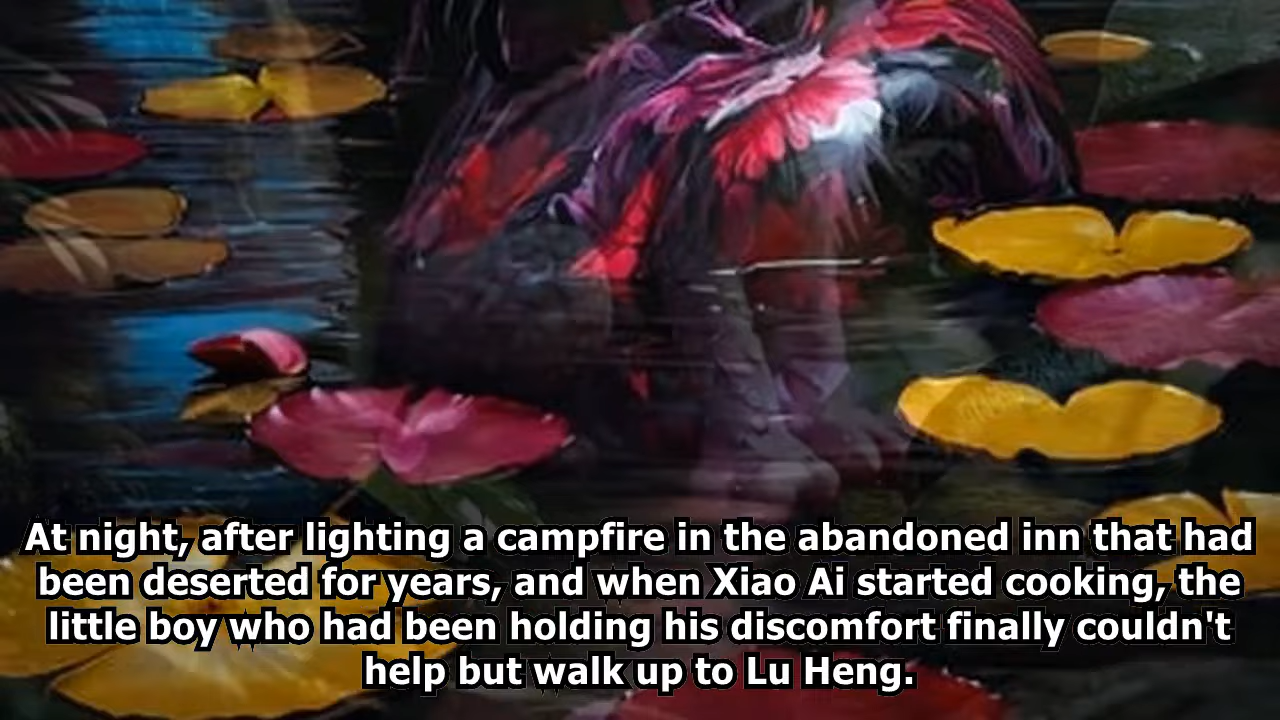 At night, after lighting a campfire in the abandoned inn that had
been deserted for years, and when Xiao Ai started cooking, the
little boy who had been holding his discomfort finally couldn't
help but walk up to Lu Heng.